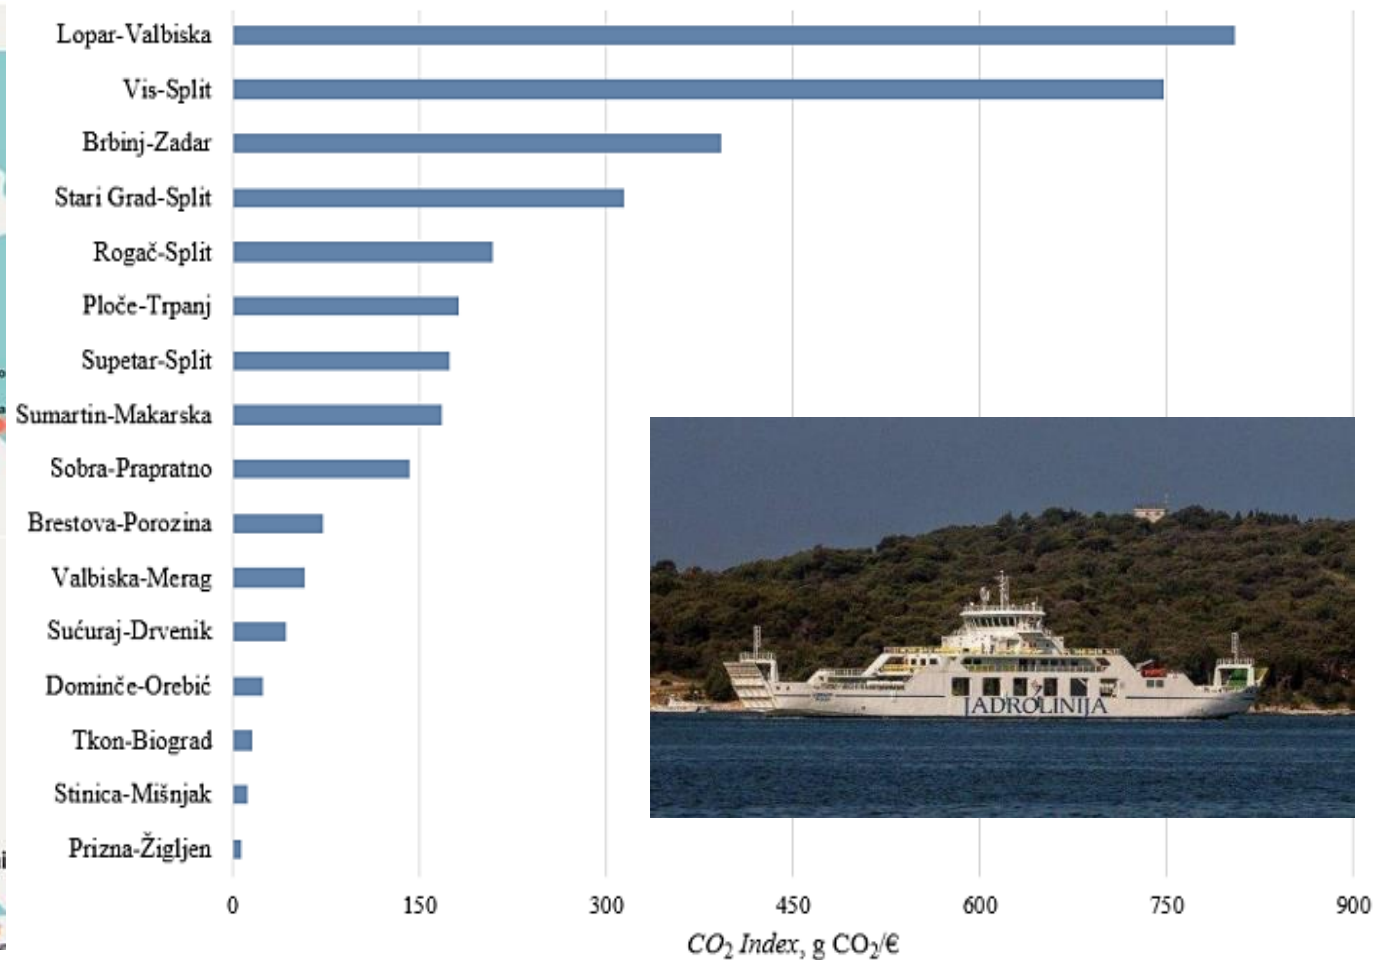 Lopar-Valbiska
Vis-Split
Brbinj-Zadar
Stari Grad-Split
Rogač-Split
Ploče-Trpanj
Supetar-Split
Sumartin-Makarska
Sobra-Prapratno
Brestova-Porozina
Valbiska-Merag
Sućuraj-Drvenik
Dominče-Orebić
Tkon-Biograd
Stinica-Mišnjak
Prizna-Žigljen
JADROLINIJA
0 150 300 450 600 750 900
CO₂ Index, g CO₂/€